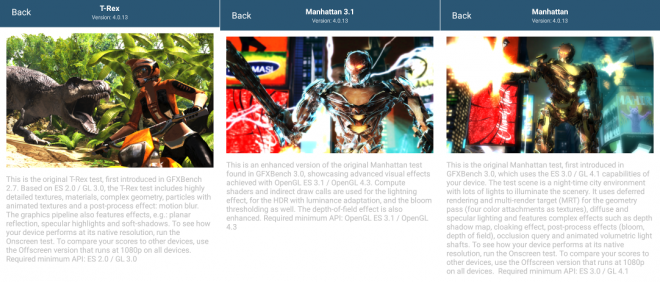 Back
T-Rex
Version: 4.0.13
This is the original T-Rex test, first introduced in GFXBench
2.7. Based on ES 2.0 / GL 3.0, the T-Rex test includes highly
detailed textures, materials, complex geometry, particles with
animated textures and a post-process effect: motion blur.
The graphics pipeline also features effects, e.g.: planar
reflection, specular highlights and soft-shadows. To see how
your device performs at its native resolution, run the
Onscreen test. To compare your scores to other devices, use
the Offscreen version that runs at 1080p on all devices.
Required minimum API: ES 2.0 / GL 3.0
Back
Manhattan 3.1
Version: 4.0.13
MASI
This is an enhanced version of the original Manhattan test
found in GFXBench 3.0, showcasing advanced visual effects
achieved with OpenGL ES 3.1 / OpenGL 4.3. Compute
shaders and indirect draw calls are used for the lightning
effect, for the HDR with luminance adaptation, and the bloom
thresholding as well. The depth-of-field effect is also
enhanced. Required minimum API: OpenGL ES 3.1 / OpenGL
4.3
Back
Manhattan
Version: 4.0.13
This is the original Manhattan test, first introduced in
GFXBench 3.0, which uses the ES 3.0 / GL 4.1 capabilities of
your device. The test scene is a night-time city environment
with lots of lights to illuminate the scenery. It uses deferred
rendering and multi-render target (MRT) for the geometry
pass (four color attachments as textures), diffuse and
specular lighting and features complex effects such as depth
shadow map, cloaking effect, post-process effects (bloom,
depth of field), occlusion query and animated volumetric light
shafts. To see how your device performs at its native
resolution, run the Onscreen test. To compare your scores to
other devices, use the Offscreen version that runs at 1080p
on all devices. Required minimum API: ES 3.0 / GL 4.1